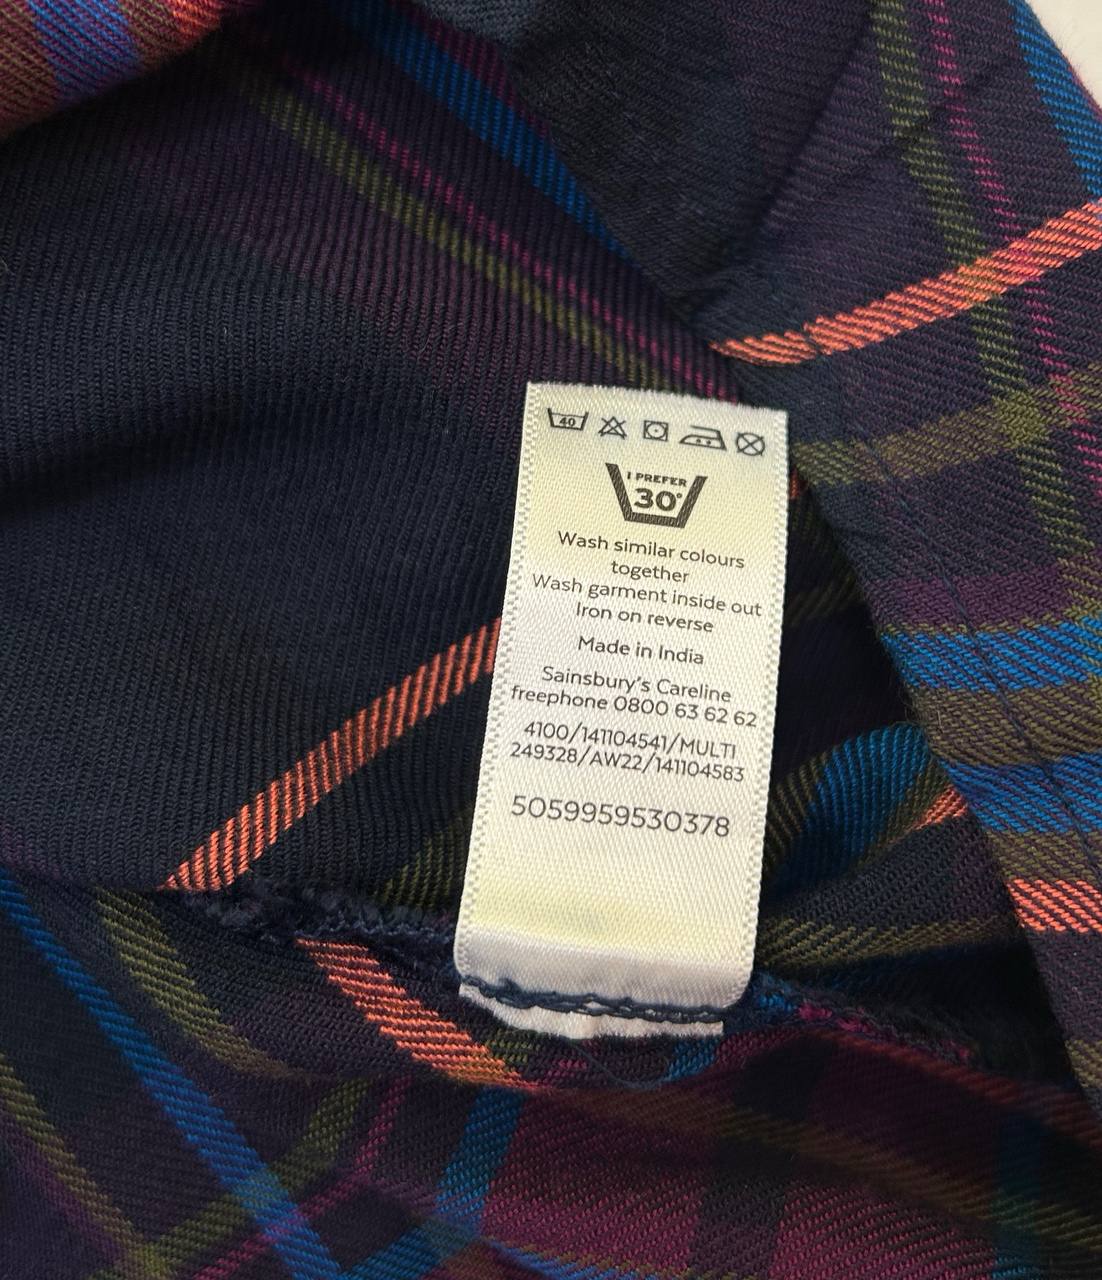 40
I PREFER
30°
Wash similar colours
together
Wash garment inside out
Iron on reverse
Made in India
Sainsbury's Careline
freephone 0800 63 62 62
4100/141104541/MULTI
249328/AW22/141104583
5059959530378